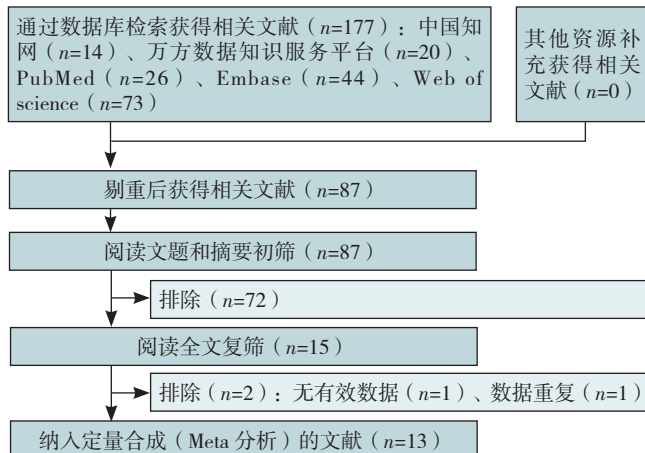 通过数据库检索获得相关文献（n=177）：中国知
网（n=14）、万方数据知识服务平台（n=20）、
PubMed（n=26）、Embase（n=44）、Web of
science（n=73）
其他资源补
充获得相关
文献（n=0）
剔重后获得相关文献（n=87）
阅读文题和摘要初筛（n=87）
排除（n=72）
阅读全文复筛（n=15）
排除（n=2）：无有效数据（n=1）、数据重复（n=1）
纳入定量合成（Meta 分析）的文献（n=13）